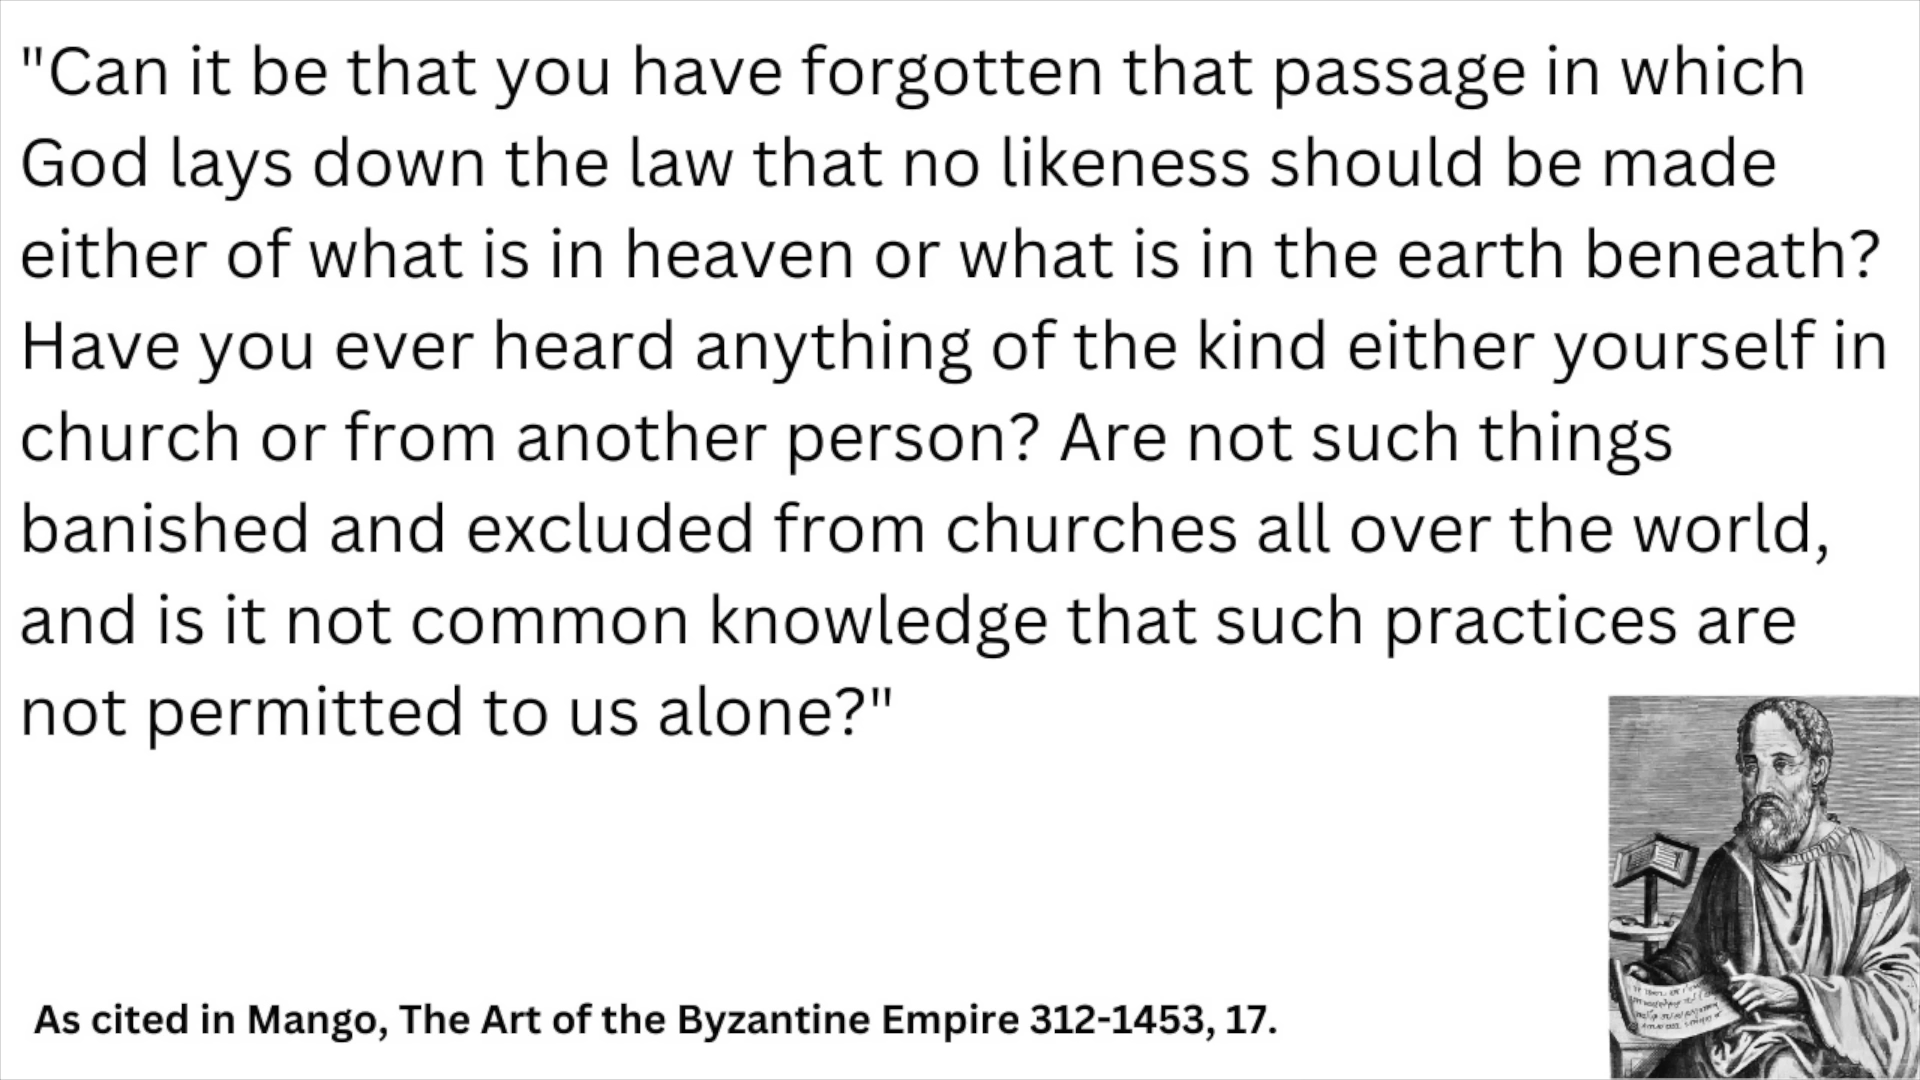 "Can it be that you have forgotten that passage in which
God lays down the law that no likeness should be made
either of what is in heaven or what is in the earth beneath?
Have you ever heard anything of the kind either yourself in
church or from another person? Are not such things
banished and excluded from churches all over the world,
and is it not common knowledge that such practices are
not permitted to us alone?"
As cited in Mango, The Art of the Byzantine Empire 312-1453, 17.